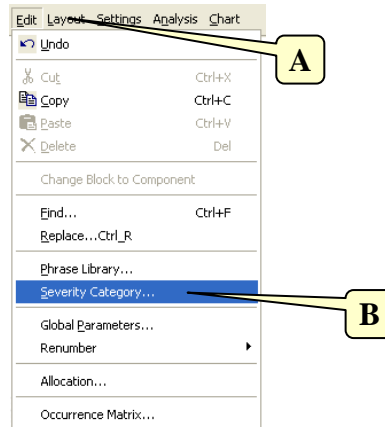 Edit Layout Settings Analysis Chart
Undo
A
Cut Ctrl+X
Copy Ctrl+C
Paste Ctrl+V
Delete Del
Change Block to Component
Find... Ctrl+F
Replace...Ctrl_R
Phrase Library...
Severity Category...
B
Global Parameters...
Renumber
Allocation...
Occurrence Matrix...